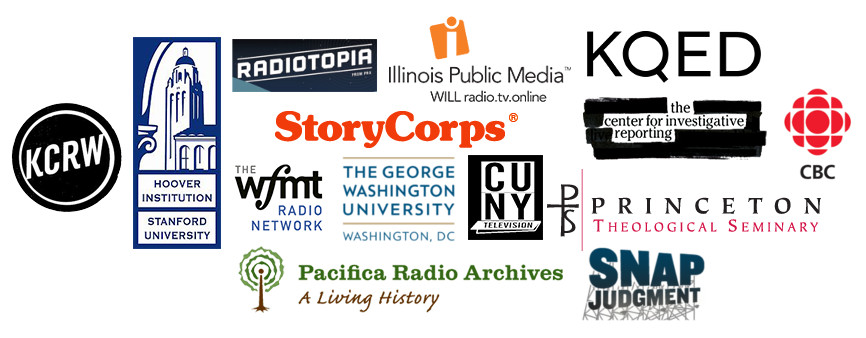 KCRW
HOOVER
INSTITUTION
STANFORD
UNIVERSITY
RADIOTOPIA
FROM PRX
Illinois Public Media™
WILL radio.tv.online
KQED
StoryCorps®
the
center for investigative
reporting
CBC
THE
wfmt
RADIO
NETWORK
THE GEORGE
WASHINGTON
UNIVERSITY
WASHINGTON, DC
CU
NY
TELEVISION
PTS
PRINCETON
THEOLOGICAL SEMINARY
Pacifica Radio Archives
A Living History
SNAP
JUDGMENT